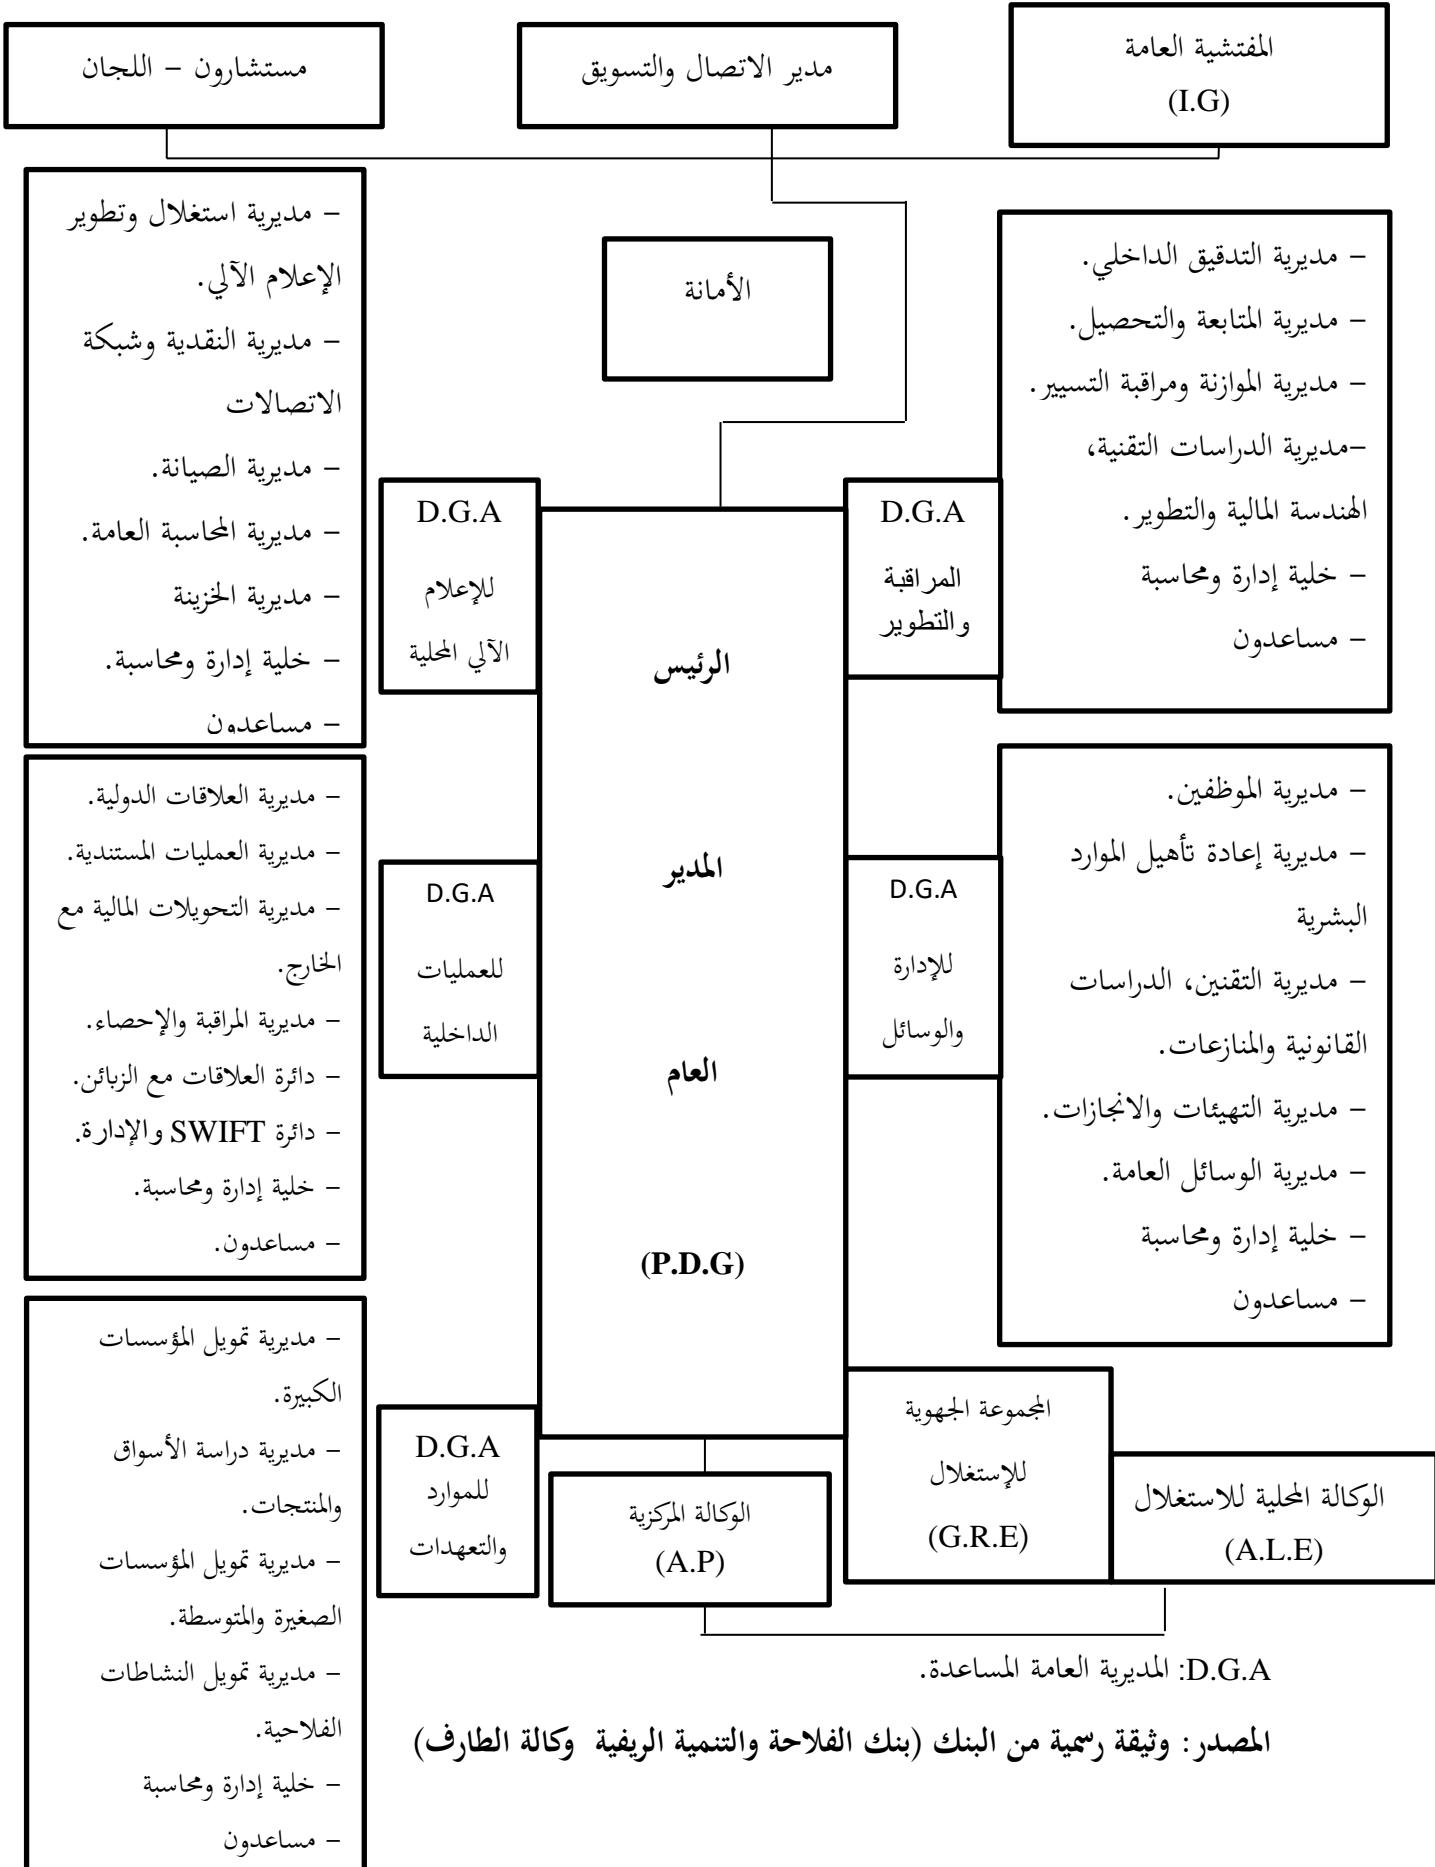 المفتشية العامة
(I.G)
مدير الاتصال والتسويق
مستشارون – اللجان
– مديرية التدقيق الداخلي.
– مديرية المتابعة والتحصيل.
– مديرية الموازنة ومراقبة التسيير.
–مديرية الدراسات التقنية،
الهندسة المالية والتطوير.
– خلية إدارة ومحاسبة
– مساعدون
الأمانة
– مديرية استغلال وتطوير
الإعلام الآلي.
– مديرية النقدية وشبكة
الاتصالات
– مديرية الصيانة.
– مديرية المحاسبة العامة.
– مديرية الخزينة
– خلية إدارة ومحاسبة.
– مساعدون
D.G.A
المراقبة
والتطوير
D.G.A
للإعلام
الآلي المحلية
الرئيس
المدير
العام
(P.D.G)
– مديرية الموظفين.
– مديرية إعادة تأهيل الموارد
البشرية
– مديرية التقنين، الدراسات
القانونية والمنازعات.
– مديرية التهيئات والانجازات.
– مديرية الوسائل العامة.
– خلية إدارة ومحاسبة
– مساعدون
D.G.A
للإدارة
والوسائل
D.G.A
للعمليات
الداخلية
– مديرية العلاقات الدولية.
– مديرية العمليات المستندية.
– مديرية التحويلات المالية مع
الخارج.
– مديرية المراقبة والإحصاء.
– دائرة العلاقات مع الزبائن.
– دائرة SWIFT والإدارة.
– خلية إدارة ومحاسبة.
– مساعدون.
الوكالة المحلية للاستغلال
(A.L.E)
المجموعة الجهوية
للإستغلال
(G.R.E)
الوكالة المركزية
(A.P)
D.G.A
للموارد
والتعهدات
– مديرية تمويل المؤسسات
الكبيرة.
– مديرية دراسة الأسواق
والمنتجات.
– مديرية تمويل المؤسسات
الصغيرة والمتوسطة.
– مديرية تمويل النشاطات
الفلاحية.
– خلية إدارة ومحاسبة
– مساعدون
D.G.A: المديرية العامة المساعدة.
المصدر: وثيقة رسمية من البنك (بنك الفلاحة والتنمية الريفية وكالة الطارف)